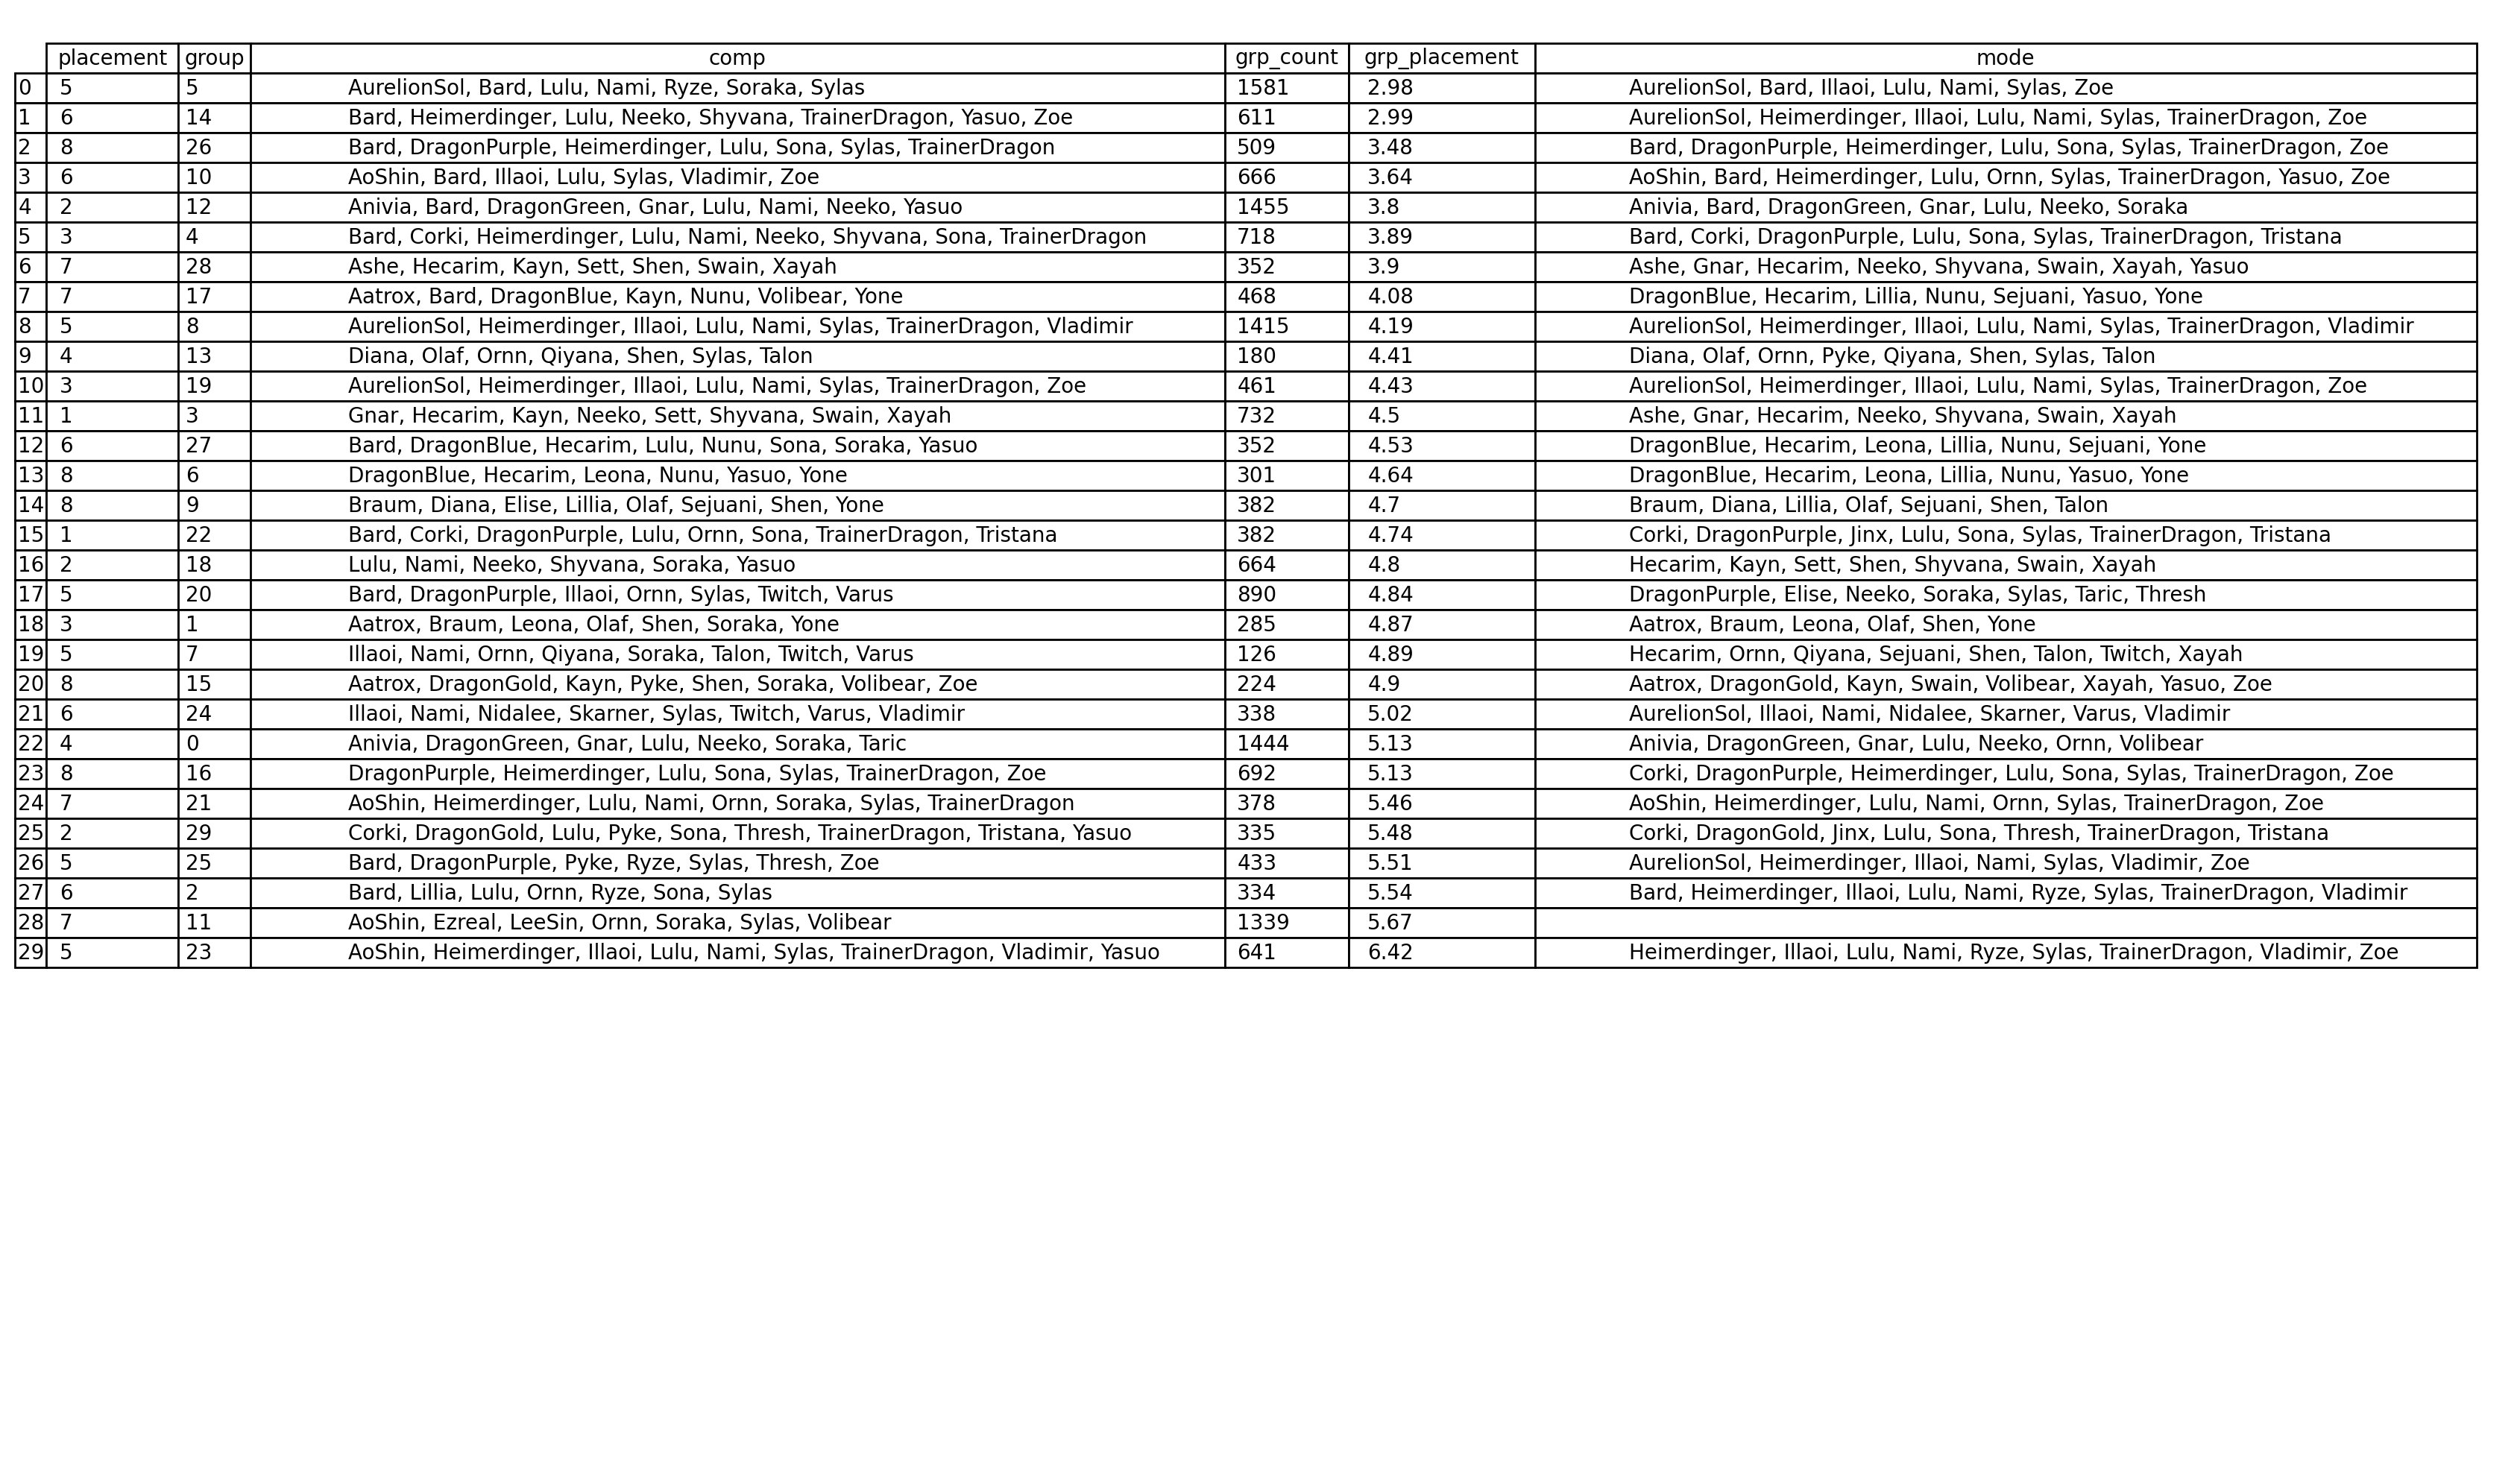 placement group comp grp_count grp_placement mode
0 5 5 AurelionSol, Bard, Lulu, Nami, Ryze, Soraka, Sylas 1581 2.98 AurelionSol, Bard, Illaoi, Lulu, Nami, Sylas, Zoe
1 6 14 Bard, Heimerdinger, Lulu, Neeko, Shyvana, TrainerDragon, Yasuo, Zoe 611 2.99 AurelionSol, Heimerdinger, Illaoi, Lulu, Nami, Sylas, TrainerDragon, Zoe
2 8 26 Bard, DragonPurple, Heimerdinger, Lulu, Sona, Sylas, TrainerDragon 509 3.48 Bard, DragonPurple, Heimerdinger, Lulu, Sona, Sylas, TrainerDragon, Zoe
3 6 10 AoShin, Bard, Illaoi, Lulu, Sylas, Vladimir, Zoe 666 3.64 AoShin, Bard, Heimerdinger, Lulu, Ornn, Sylas, TrainerDragon, Yasuo, Zoe
4 2 12 Anivia, Bard, DragonGreen, Gnar, Lulu, Nami, Neeko, Yasuo 1455 3.8 Anivia, Bard, DragonGreen, Gnar, Lulu, Neeko, Soraka
5 3 4 Bard, Corki, Heimerdinger, Lulu, Nami, Neeko, Shyvana, Sona, TrainerDragon 718 3.89 Bard, Corki, DragonPurple, Lulu, Sona, Sylas, TrainerDragon, Tristana
6 7 28 Ashe, Hecarim, Kayn, Sett, Shen, Swain, Xayah 352 3.9 Ashe, Gnar, Hecarim, Neeko, Shyvana, Swain, Xayah, Yasuo
7 7 17 Aatrox, Bard, DragonBlue, Kayn, Nunu, Volibear, Yone 468 4.08 DragonBlue, Hecarim, Lillia, Nunu, Sejuani, Yasuo, Yone
8 5 8 AurelionSol, Heimerdinger, Illaoi, Lulu, Nami, Sylas, TrainerDragon, Vladimir 1415 4.19 AurelionSol, Heimerdinger, Illaoi, Lulu, Nami, Sylas, TrainerDragon, Vladimir
9 4 13 Diana, Olaf, Ornn, Qiyana, Shen, Sylas, Talon 180 4.41 Diana, Olaf, Ornn, Pyke, Qiyana, Shen, Sylas, Talon
10 3 19 AurelionSol, Heimerdinger, Illaoi, Lulu, Nami, Sylas, TrainerDragon, Zoe 461 4.43 AurelionSol, Heimerdinger, Illaoi, Lulu, Nami, Sylas, TrainerDragon, Zoe
11 1 3 Gnar, Hecarim, Kayn, Neeko, Sett, Shyvana, Swain, Xayah 732 4.5 Ashe, Gnar, Hecarim, Neeko, Shyvana, Swain, Xayah
12 6 27 Bard, DragonBlue, Hecarim, Lulu, Nunu, Sona, Soraka, Yasuo 352 4.53 DragonBlue, Hecarim, Leona, Lillia, Nunu, Sejuani, Yone
13 8 6 DragonBlue, Hecarim, Leona, Nunu, Yasuo, Yone 301 4.64 DragonBlue, Hecarim, Leona, Lillia, Nunu, Yasuo, Yone
14 8 9 Braum, Diana, Elise, Lillia, Olaf, Sejuani, Shen, Yone 382 4.7 Braum, Diana, Lillia, Olaf, Sejuani, Shen, Talon
15 1 22 Bard, Corki, DragonPurple, Lulu, Ornn, Sona, TrainerDragon, Tristana 382 4.74 Corki, DragonPurple, Jinx, Lulu, Sona, Sylas, TrainerDragon, Tristana
16 2 18 Lulu, Nami, Neeko, Shyvana, Soraka, Yasuo 664 4.8 Hecarim, Kayn, Sett, Shen, Shyvana, Swain, Xayah
17 5 20 Bard, DragonPurple, Illaoi, Ornn, Sylas, Twitch, Varus 890 4.84 DragonPurple, Elise, Neeko, Soraka, Sylas, Taric, Thresh
18 3 1 Aatrox, Braum, Leona, Olaf, Shen, Soraka, Yone 285 4.87 Aatrox, Braum, Leona, Olaf, Shen, Yone
19 5 7 Illaoi, Nami, Ornn, Qiyana, Soraka, Talon, Twitch, Varus 126 4.89 Hecarim, Ornn, Qiyana, Sejuani, Shen, Talon, Twitch, Xayah
20 8 15 Aatrox, DragonGold, Kayn, Pyke, Shen, Soraka, Volibear, Zoe 224 4.9 Aatrox, DragonGold, Kayn, Swain, Volibear, Xayah, Yasuo, Zoe
21 6 24 Illaoi, Nami, Nidalee, Skarner, Sylas, Twitch, Varus, Vladimir 338 5.02 AurelionSol, Illaoi, Nami, Nidalee, Skarner, Varus, Vladimir
22 4 0 Anivia, DragonGreen, Gnar, Lulu, Neeko, Soraka, Taric 1444 5.13 Anivia, DragonGreen, Gnar, Lulu, Neeko, Ornn, Volibear
23 8 16 DragonPurple, Heimerdinger, Lulu, Sona, Sylas, TrainerDragon, Zoe 692 5.13 Corki, DragonPurple, Heimerdinger, Lulu, Sona, Sylas, TrainerDragon, Zoe
24 7 21 AoShin, Heimerdinger, Lulu, Nami, Ornn, Soraka, Sylas, TrainerDragon 378 5.46 AoShin, Heimerdinger, Lulu, Nami, Ornn, Sylas, TrainerDragon, Zoe
25 2 29 Corki, DragonGold, Lulu, Pyke, Sona, Thresh, TrainerDragon, Tristana, Yasuo 335 5.48 Corki, DragonGold, Jinx, Lulu, Sona, Thresh, TrainerDragon, Tristana
26 5 25 Bard, DragonPurple, Pyke, Ryze, Sylas, Thresh, Zoe 433 5.51 AurelionSol, Heimerdinger, Illaoi, Nami, Sylas, Vladimir, Zoe
27 6 2 Bard, Lillia, Lulu, Ornn, Ryze, Sona, Sylas 334 5.54 Bard, Heimerdinger, Illaoi, Lulu, Nami, Ryze, Sylas, TrainerDragon, Vladimir
28 7 11 AoShin, Ezreal, LeeSin, Ornn, Soraka, Sylas, Volibear 1339 5.67
29 5 23 AoShin, Heimerdinger, Illaoi, Lulu, Nami, Sylas, TrainerDragon, Vladimir, Yasuo 641 6.42 Heimerdinger, Illaoi, Lulu, Nami, Ryze, Sylas, TrainerDragon, Vladimir, Zoe